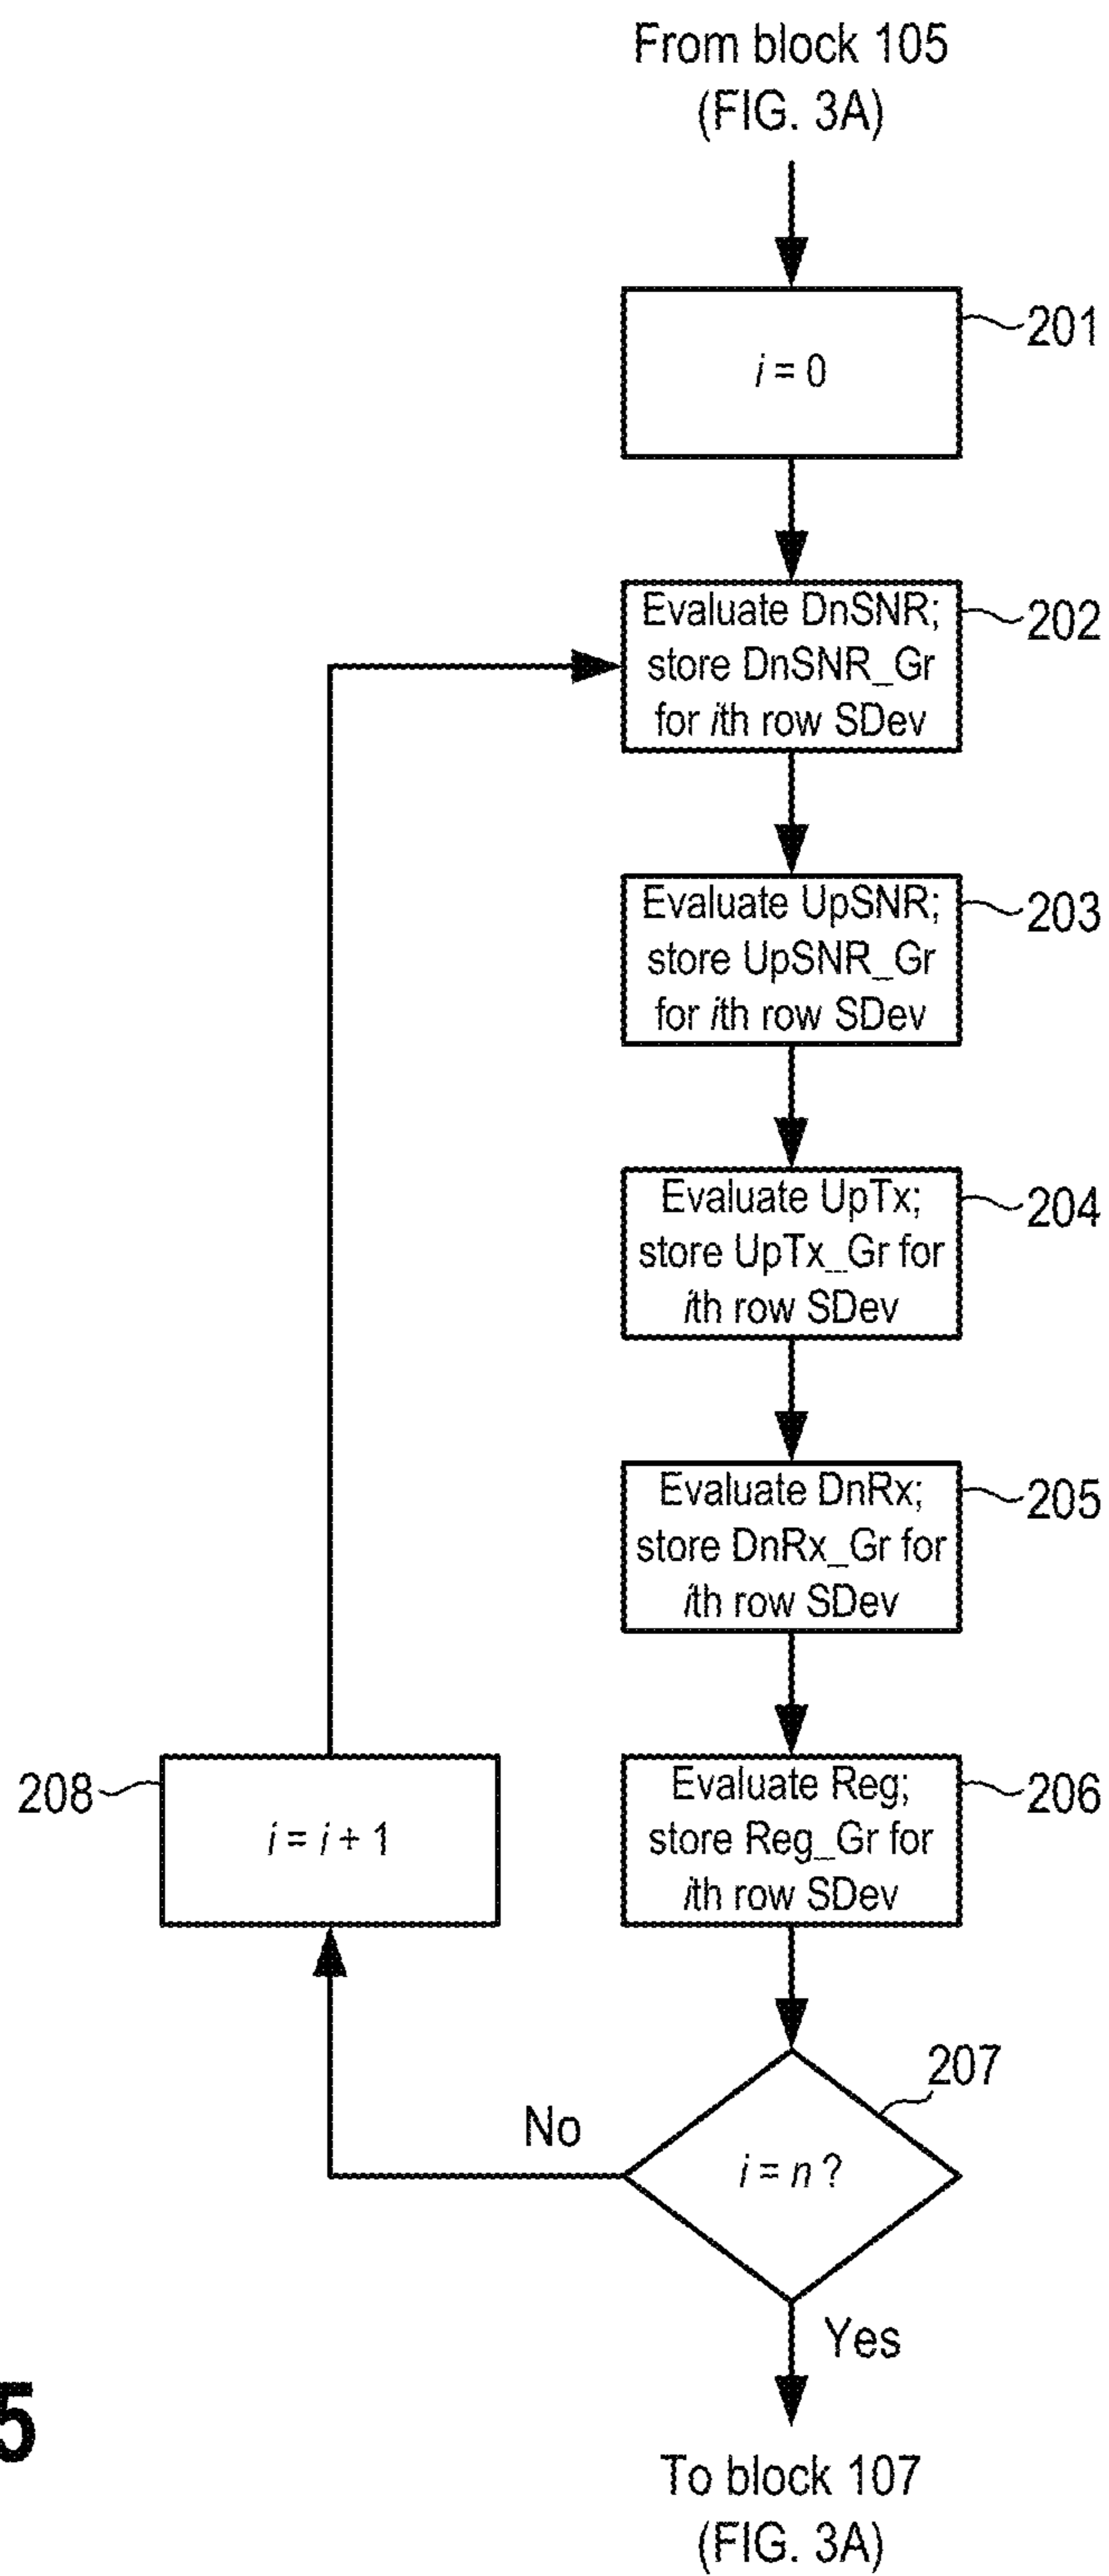 From block 105
(FIG. 3A)
i = 0
201
Evaluate DnSNR;
store DnSNR_Gr
for ith row SDev
202
Evaluate UpSNR;
store UpSNR_Gr
for ith row SDev
203
Evaluate UpTx;
store UpTx_Gr for
ith row SDev
204
Evaluate DnRx;
store DnRx_Gr for
ith row SDev
205
Evaluate Reg;
store Reg_Gr for
ith row SDev
206
208
i = i + 1
207
i = n ?
No
Yes
To block 107
(FIG. 3A)
5